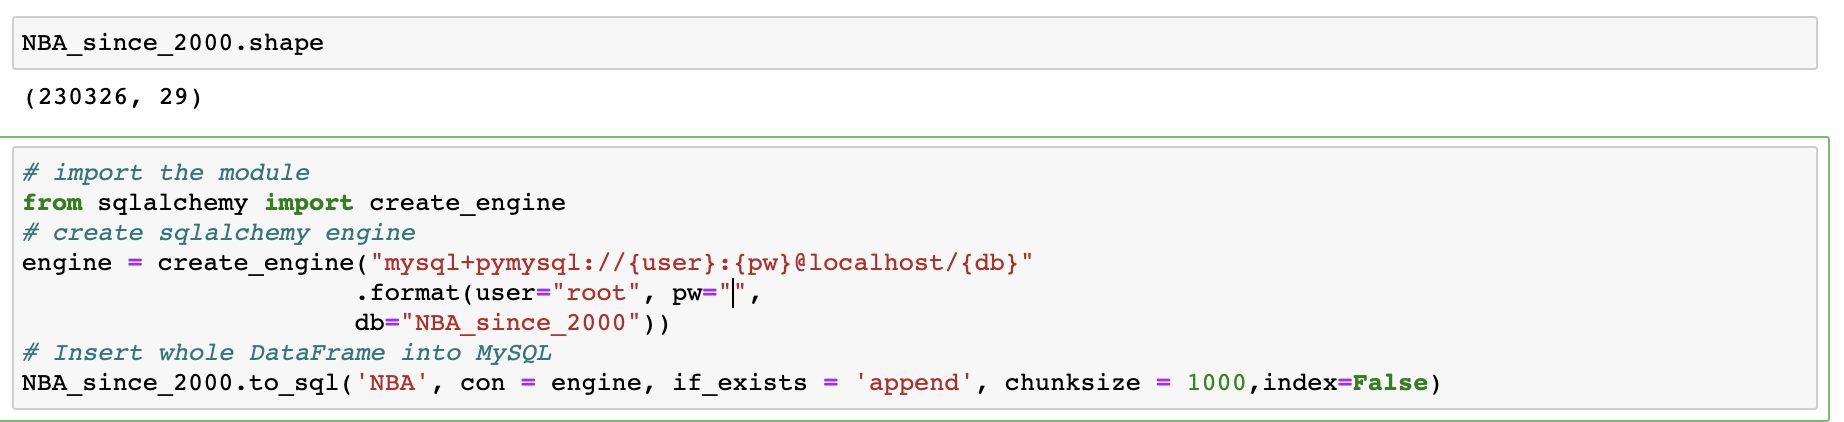 NBA_since_2000.shape
(230326, 29)
# import the module
from sqlalchemy import create_engine
# create sqlalchemy engine
engine = create_engine("mysql+pymysql://{user}:{pw}@localhost/{db}"
.format(user="root", pw="",
db="NBA_since_2000"))
# Insert whole DataFrame into MySQL
NBA_since_2000.to_sql('NBA', con = engine, if_exists = 'append', chunksize = 1000,index=False)